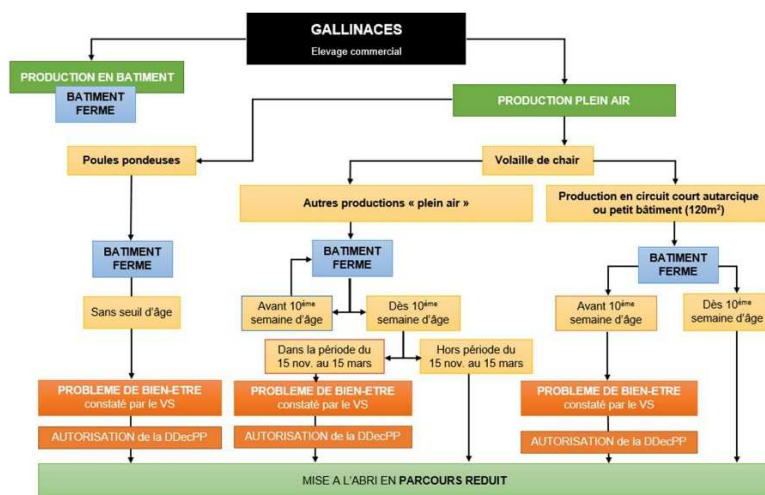 GALLINACES
Elevage commercial
PRODUCTION EN BATIMENT
BATIMENT
FERME
PRODUCTION PLEIN AIR
Poules pondeuses
Volaille de chair
Autres productions « plein air »
Production en circuit court autarcique
ou petit bâtiment (120m²)
BATIMENT
FERME
BATIMENT
FERME
BATIMENT
FERME
Sans seuil d'âge
Avant 10éme
semaine d'âge
Dès 10éme
semaine d'âge
Avant 10éme
semaine d'âge
Dès 10éme
semaine d'âge
Dans la période du
15 nov. au 15 mars
Hors période du
15 nov. au 15 mars
PROBLEME DE BIEN-ETRE
constaté par le VS
PROBLEME DE BIEN-ETRE
constaté par le VS
PROBLEME DE BIEN-ETRE
constaté par le VS
AUTORISATION de la DDecPP
AUTORISATION de la DDecPP
AUTORISATION de la DDecPP
MISE A L'ABRI EN PARCOURS REDUIT